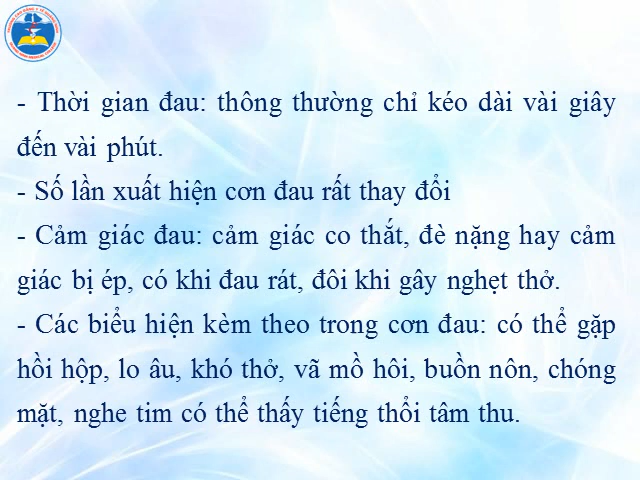 - Thời gian đau: thông thường chỉ kéo dài vài giây
đến vài phút.
- Số lần xuất hiện cơn đau rất thay đổi
- Cảm giác đau: cảm giác co thắt, đè nặng hay cảm
giác bị ép, có khi đau rát, đôi khi gây nghẹt thở.
- Các biểu hiện kèm theo trong cơn đau: có thể gặp
hồi hộp, lo âu, khó thở, vã mồ hôi, buồn nôn, chóng
mặt, nghe tim có thể thấy tiếng thổi tâm thu.